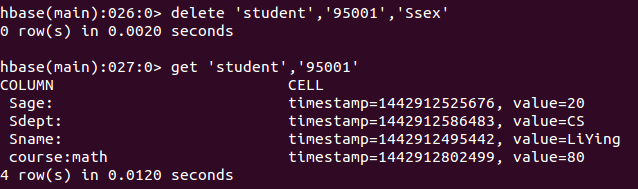 hbase(main):026:0> delete 'student','95001','Ssex'
0 row(s) in 0.0020 seconds
hbase(main):027:0> get 'student','95001'
COLUMN CELL
Sage: timestamp=1442912525676, value=20
Sdept: timestamp=1442912586483, value=CS
Sname: timestamp=1442912495442, value=LiYing
course:math timestamp=1442912802499, value=80
4 row(s) in 0.0120 seconds